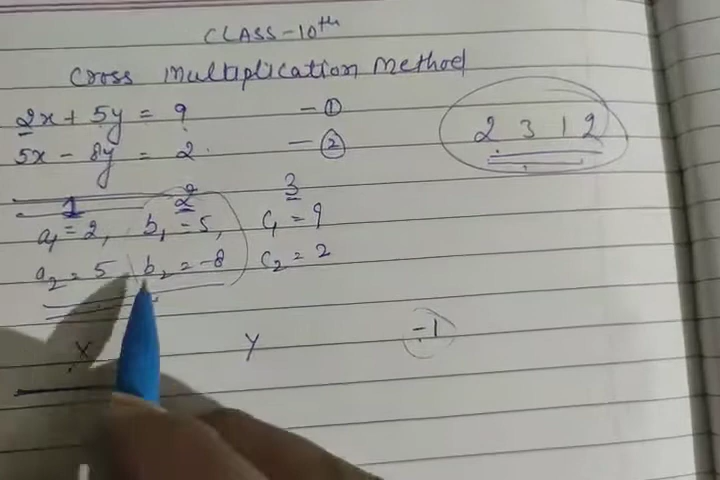 CLASS-10th
Cross Multiplication Method
2x + 5y = 9 - ①
5x - 8y = 2 - ②
2 3 1 2
1 2 3
a₁ = 2, b₁ = 5, c₁ = 9
a₂ = 5 b₂ = -8 c₂ = 2
x y -1